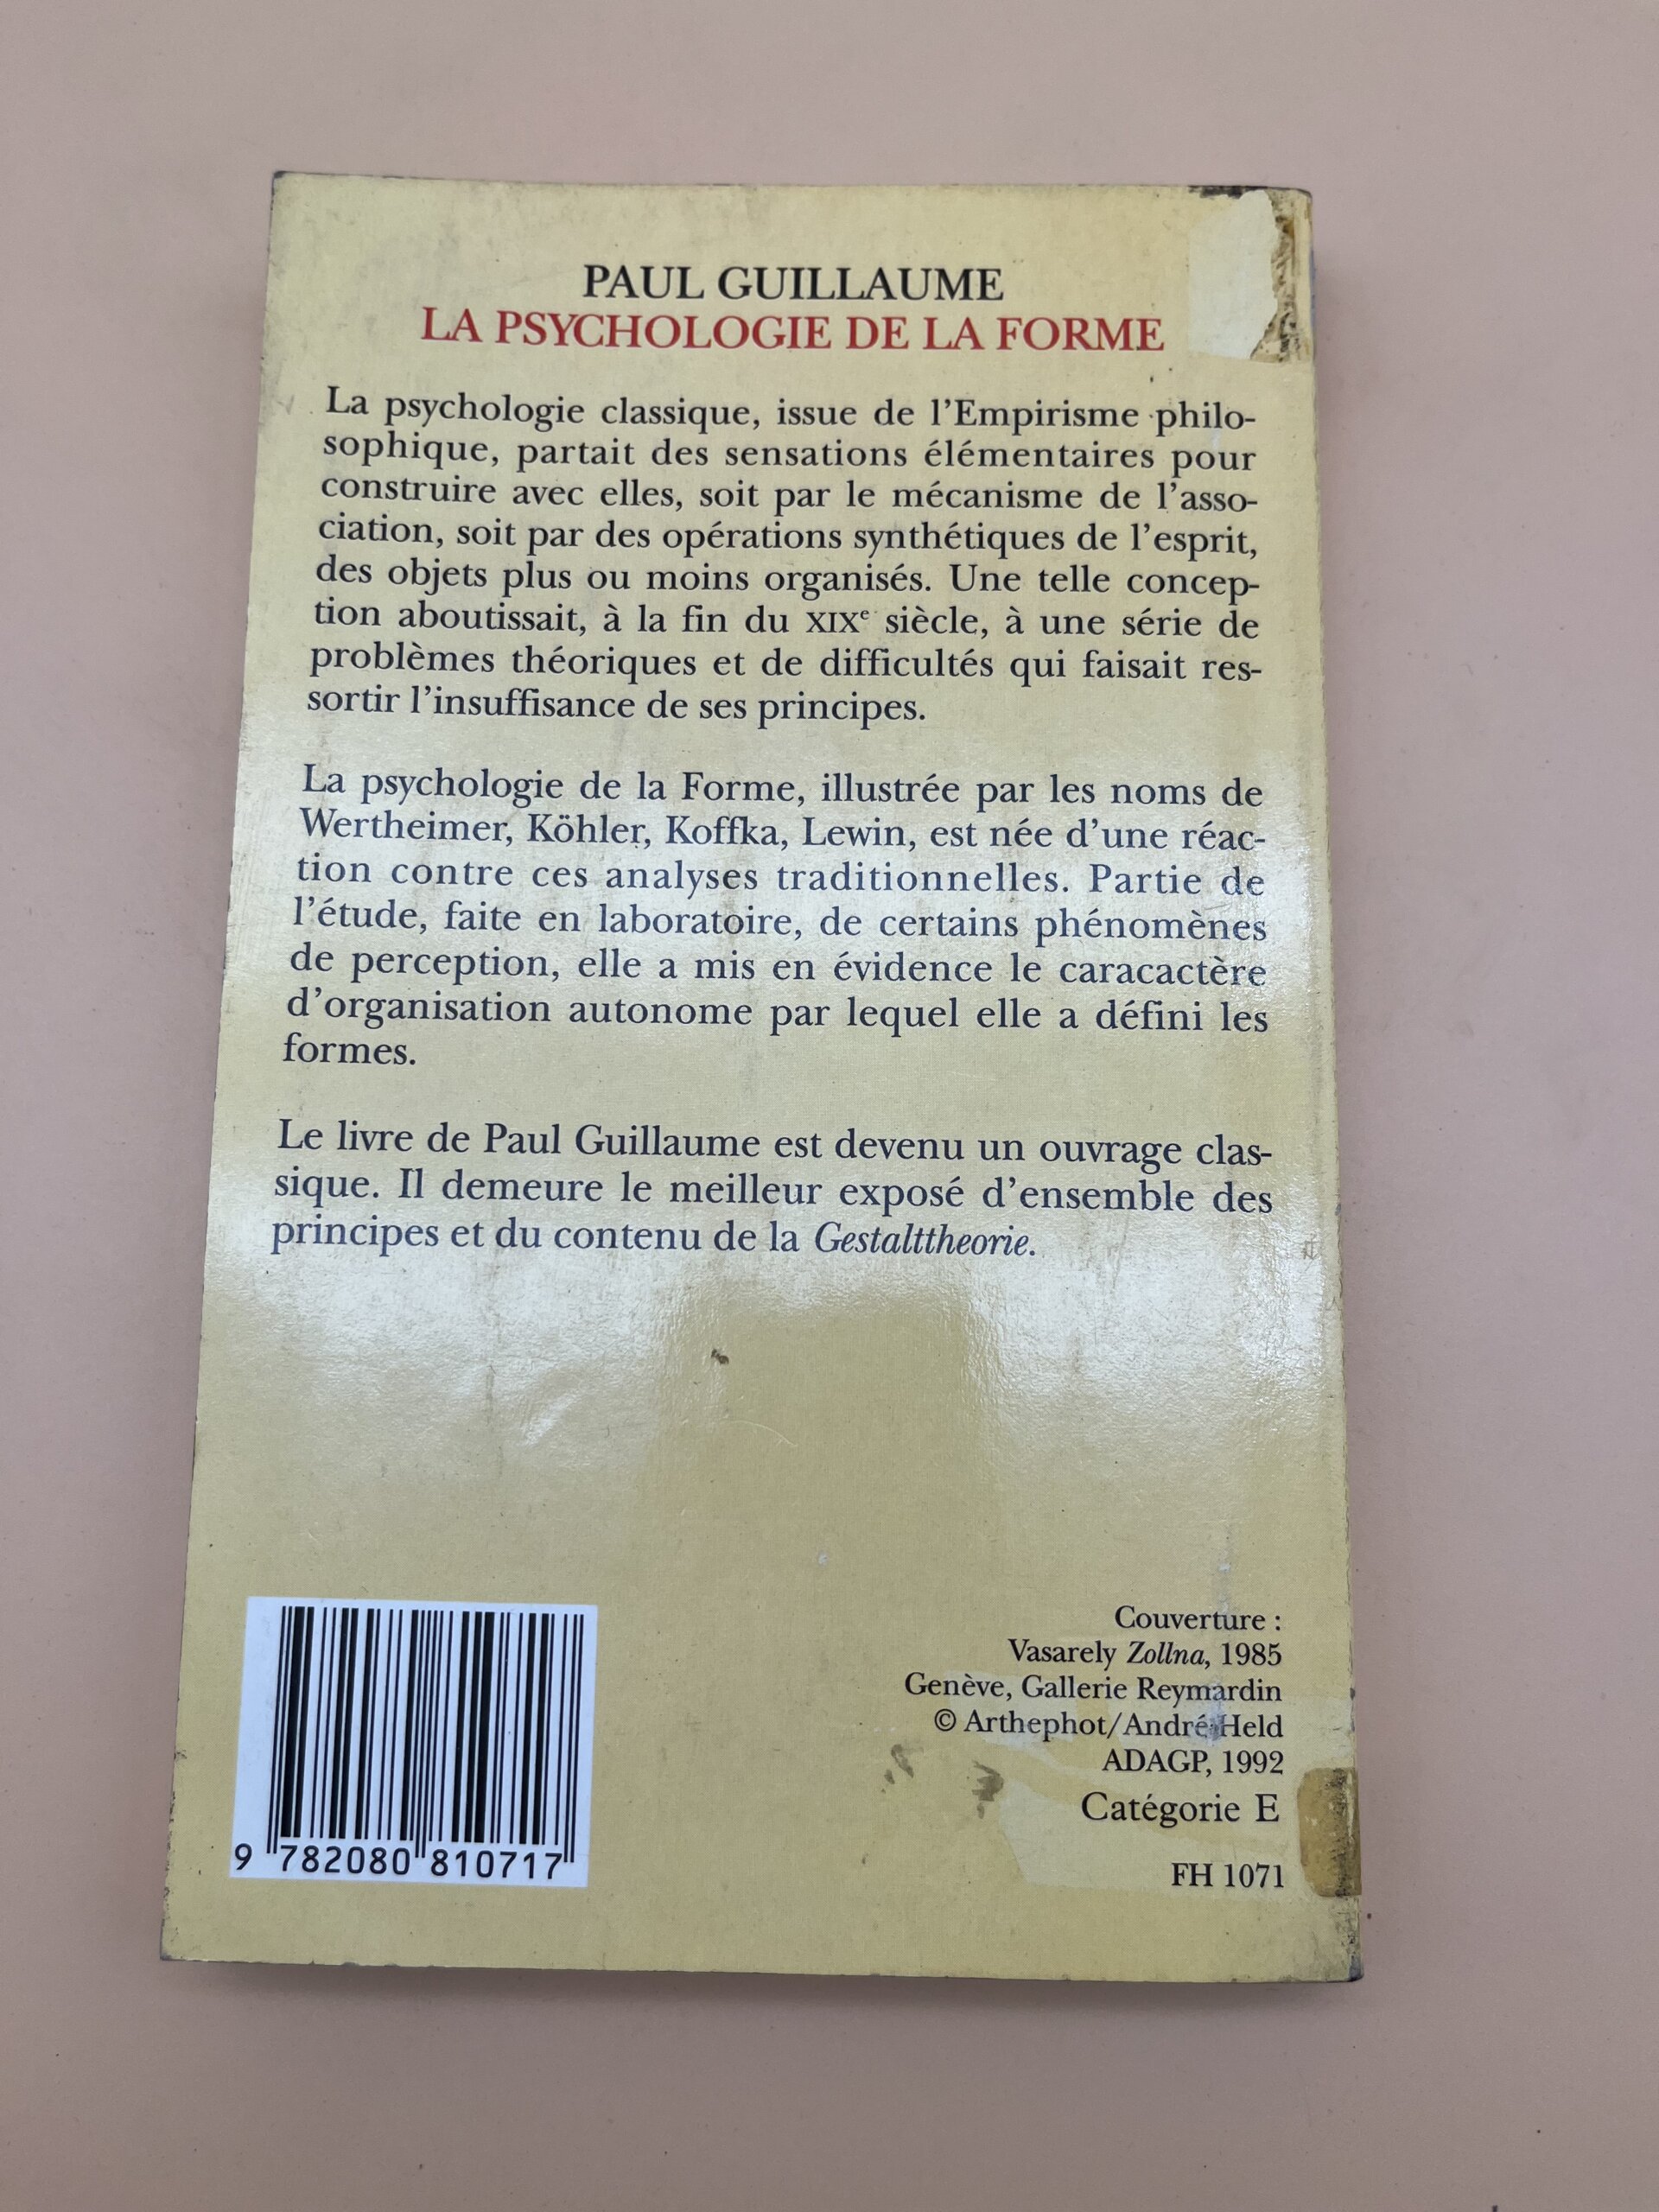 PAUL GUILLAUME
LA PSYCHOLOGIE DE LA FORME
La psychologie classique, issue de l'Empirisme philo-
sophique, partait des sensations élémentaires pour
construire avec elles, soit par le mécanisme de l'asso-
ciation, soit par des opérations synthétiques de l'esprit,
des objets plus ou moins organisés. Une telle concep-
tion aboutissait, à la fin du XIXe siècle, à une série de
problèmes théoriques et de difficultés qui faisait res-
sortir l'insuffisance de ses principes.
La psychologie de la Forme, illustrée par les noms de
Wertheimer, Köhler, Koffka, Lewin, est née d'une réac-
tion contre ces analyses traditionnelles. Partie de
l'étude, faite en laboratoire, de certains phénomènes
de perception, elle a mis en évidence le caracactère
d'organisation autonome par lequel elle a défini les
formes.
Le livre de Paul Guillaume est devenu un ouvrage clas-
sique. Il demeure le meilleur exposé d'ensemble des
principes et du contenu de la Gestalttheorie.
Couverture :
Vasarely Zollna, 1985
Genève, Gallerie Reymardin
© Arthephot/André Held
ADAGP, 1992
Catégorie E
FH 1071
9 782080 810717